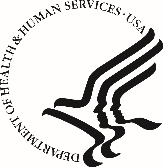 DEPARTMENT OF HEALTH & HUMAN SERVICES · USA